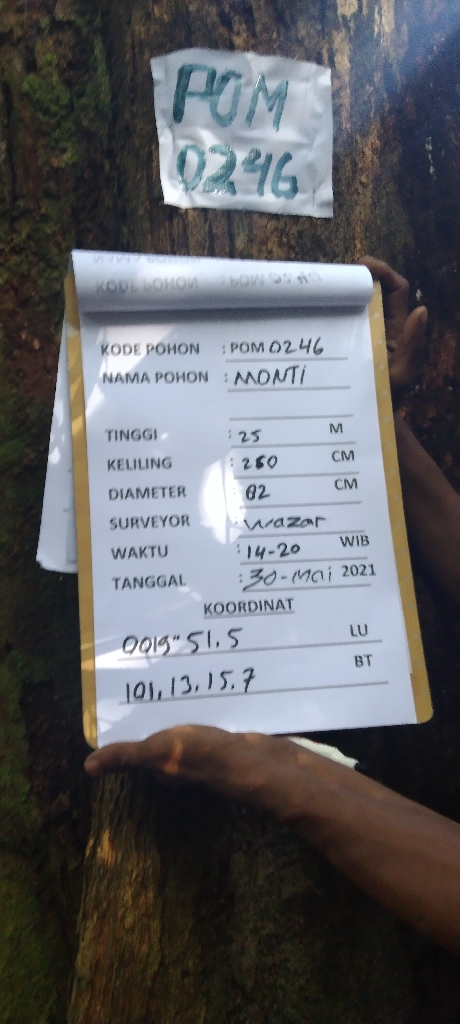 POM
0246
KODE POHON : POM 0246
NAMA POHON : MONTI
TINGGI : 25 M
KELILING : 260 CM
DIAMETER : 82 CM
SURVEYOR : wazar
WAKTU : 14-20 WIB
TANGGAL : 30-Mai 2021
KOORDINAT
0019" 51.5 LU
101.13.15.7 BT